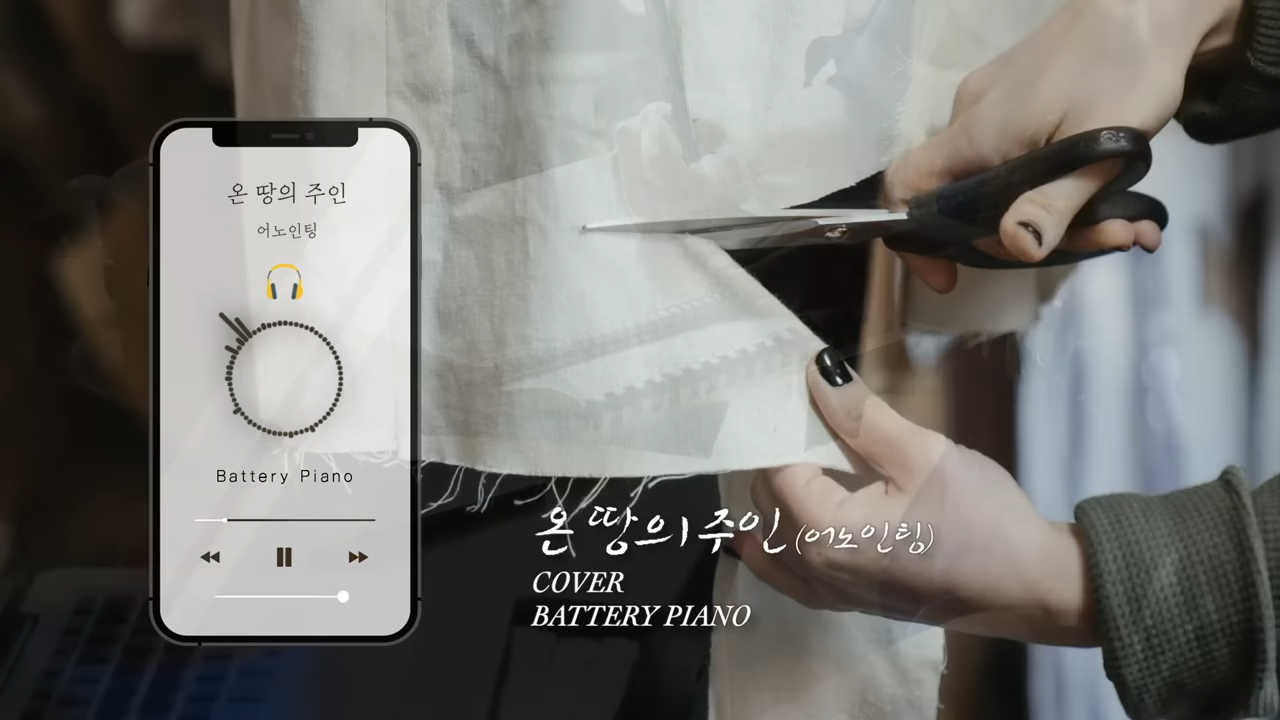 온 땅의 주인
어노인팅
Battery Piano
온 땅의 주인 (어노인팅)
COVER
BATTERY PIANO